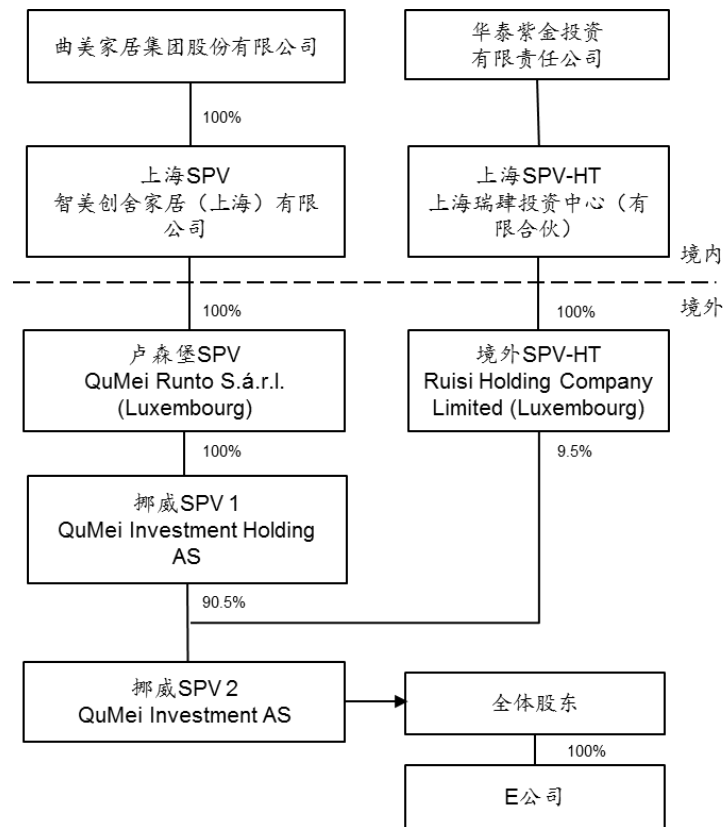 曲美家居集团股份有限公司
华泰紫金投资
有限责任公司
100%
上海SPV
智美创舍家居（上海）有限
公司
上海SPV-HT
上海瑞肆投资中心（有
限合伙）
境内
境外
100%
100%
卢森堡SPV
QuMei Runto S.á.r.l.
(Luxembourg)
境外SPV-HT
Ruisi Holding Company
Limited (Luxembourg)
100%
9.5%
挪威SPV 1
QuMei Investment Holding
AS
90.5%
挪威SPV 2
QuMei Investment AS
全体股东
100%
E公司